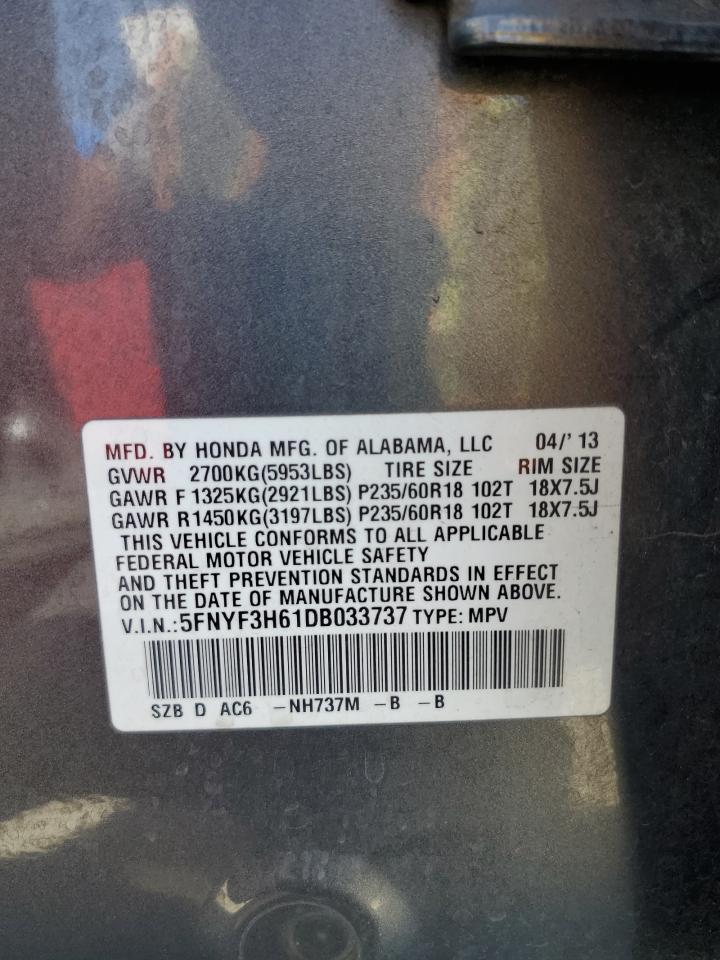 MFD. BY HONDA MFG. OF ALABAMA, LLC 04/' 13
GVWR 2700KG(5953LBS) TIRE SIZE RIM SIZE
GAWR F 1325KG(2921LBS) P235/60R18 102T 18X7.5J
GAWR R1450KG(3197LBS) P235/60R18 102T 18X7.5J
THIS VEHICLE CONFORMS TO ALL APPLICABLE
FEDERAL MOTOR VEHICLE SAFETY
AND THEFT PREVENTION STANDARDS IN EFFECT
ON THE DATE OF MANUFACTURE SHOWN ABOVE.
V.I.N.:5FNYF3H61DB033737 TYPE: MPV
SZB D AC6 -NH737M -B -B